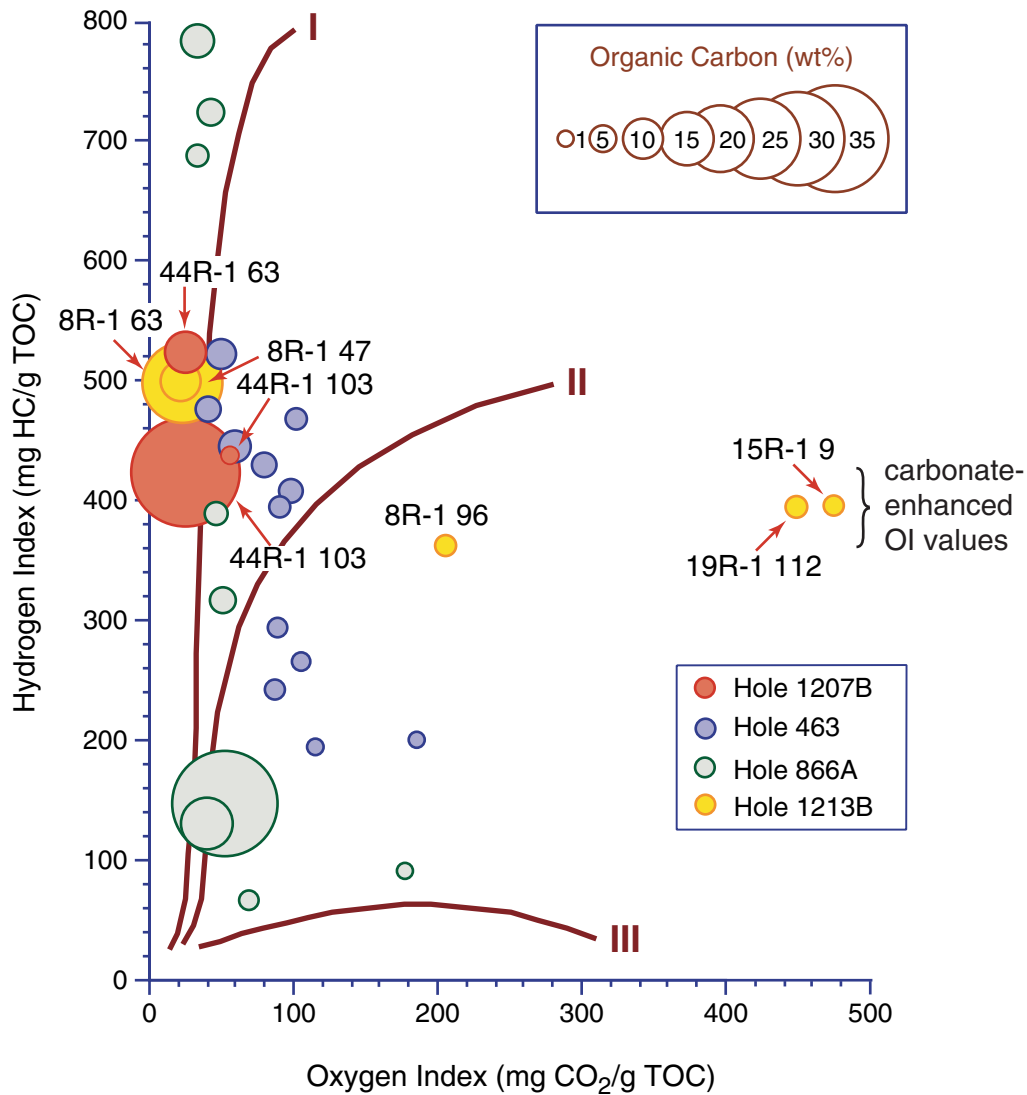 800
700
600
500
400
300
200
100
0
Hydrogen Index (mg HC/g TOC)
I
Organic Carbon (wt%)
1 5 10 15 20 25 30 35
44R-1 63
8R-1 63
8R-1 47
44R-1 103
II
15R-1 9
carbonate-
enhanced
OI values
8R-1 96
44R-1 103
19R-1 112
Hole 1207B
Hole 463
Hole 866A
Hole 1213B
III
0 100 200 300 400 500
Oxygen Index (mg CO₂/g TOC)